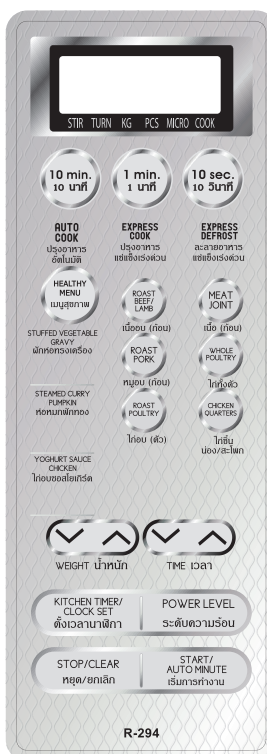 STIR TURN KG PCS MICRO COOK
10 min.
10 นาที
1 min.
1 นาที
10 sec.
10 วินาที
AUTO
COOK
ปรุงอาหาร
อัตโนมัติ
EXPRESS
COOK
ปรุงอาหาร
แช่แข็งเร่งด่วน
EXPRESS
DEFROST
ละลายอาหาร
แช่แข็งเร่งด่วน
HEALTHY
MENU
เมนูสุขภาพ
ROAST
BEEF/
LAMB
เนื้ออบ (ก้อน)
MEAT
JOINT
เนื้อ (ก้อน)
STUFFED VEGETABLE
GRAVY
ผักห่อทรงเครื่อง
ROAST
PORK
หมูอบ (ก้อน)
WHOLE
POULTRY
ไก่ทั้งตัว
STEAMED CURRY
PUMPKIN
ห่อหมกฟักทอง
ROAST
POULTRY
ไก่อบ (ตัว)
CHICKEN
QUARTERS
ไก่ชิ้น
น่อง/สะโพก
YOGHURT SAUCE
CHICKEN
ไก่อบซอสโยเกิร์ต
WEIGHT น้ำหนัก
TIME เวลา
KITCHEN TIMER/
CLOCK SET
ตั้งเวลานาฬิกา
POWER LEVEL
ระดับความร้อน
STOP/CLEAR
หยุด/ยกเลิก
START/
AUTO MINUTE
เริ่มการทำงาน
R-294